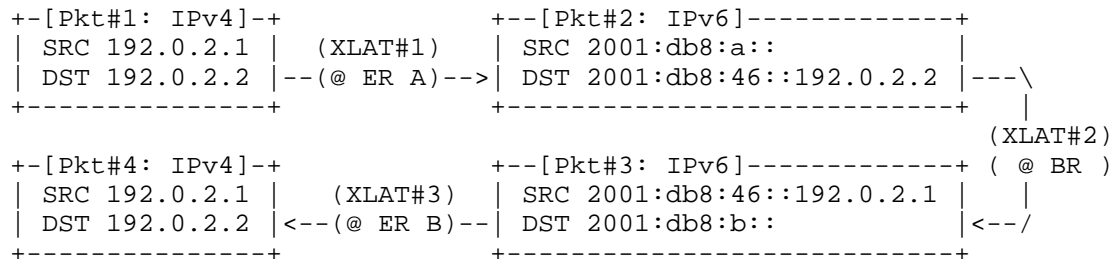 +-[Pkt#1: IPv4]-+                 +--[Pkt#2: IPv6]-------------+
| SRC 192.0.2.1 |    (XLAT#1)     | SRC 2001:db8:a::           |
| DST 192.0.2.2 |--(@ ER A)-->| DST 2001:db8:46::192.0.2.2 |---\
+---------------+                 +----------------------------+   |
(XLAT#2)
+-[Pkt#4: IPv4]-+                 +--[Pkt#3: IPv6]-------------+ ( @ BR )
| SRC 192.0.2.1 |    (XLAT#3)     | SRC 2001:db8:46::192.0.2.1 |   |
| DST 192.0.2.2 |<--(@ ER B)--| DST 2001:db8:b::           |<--/
+---------------+                 +----------------------------+